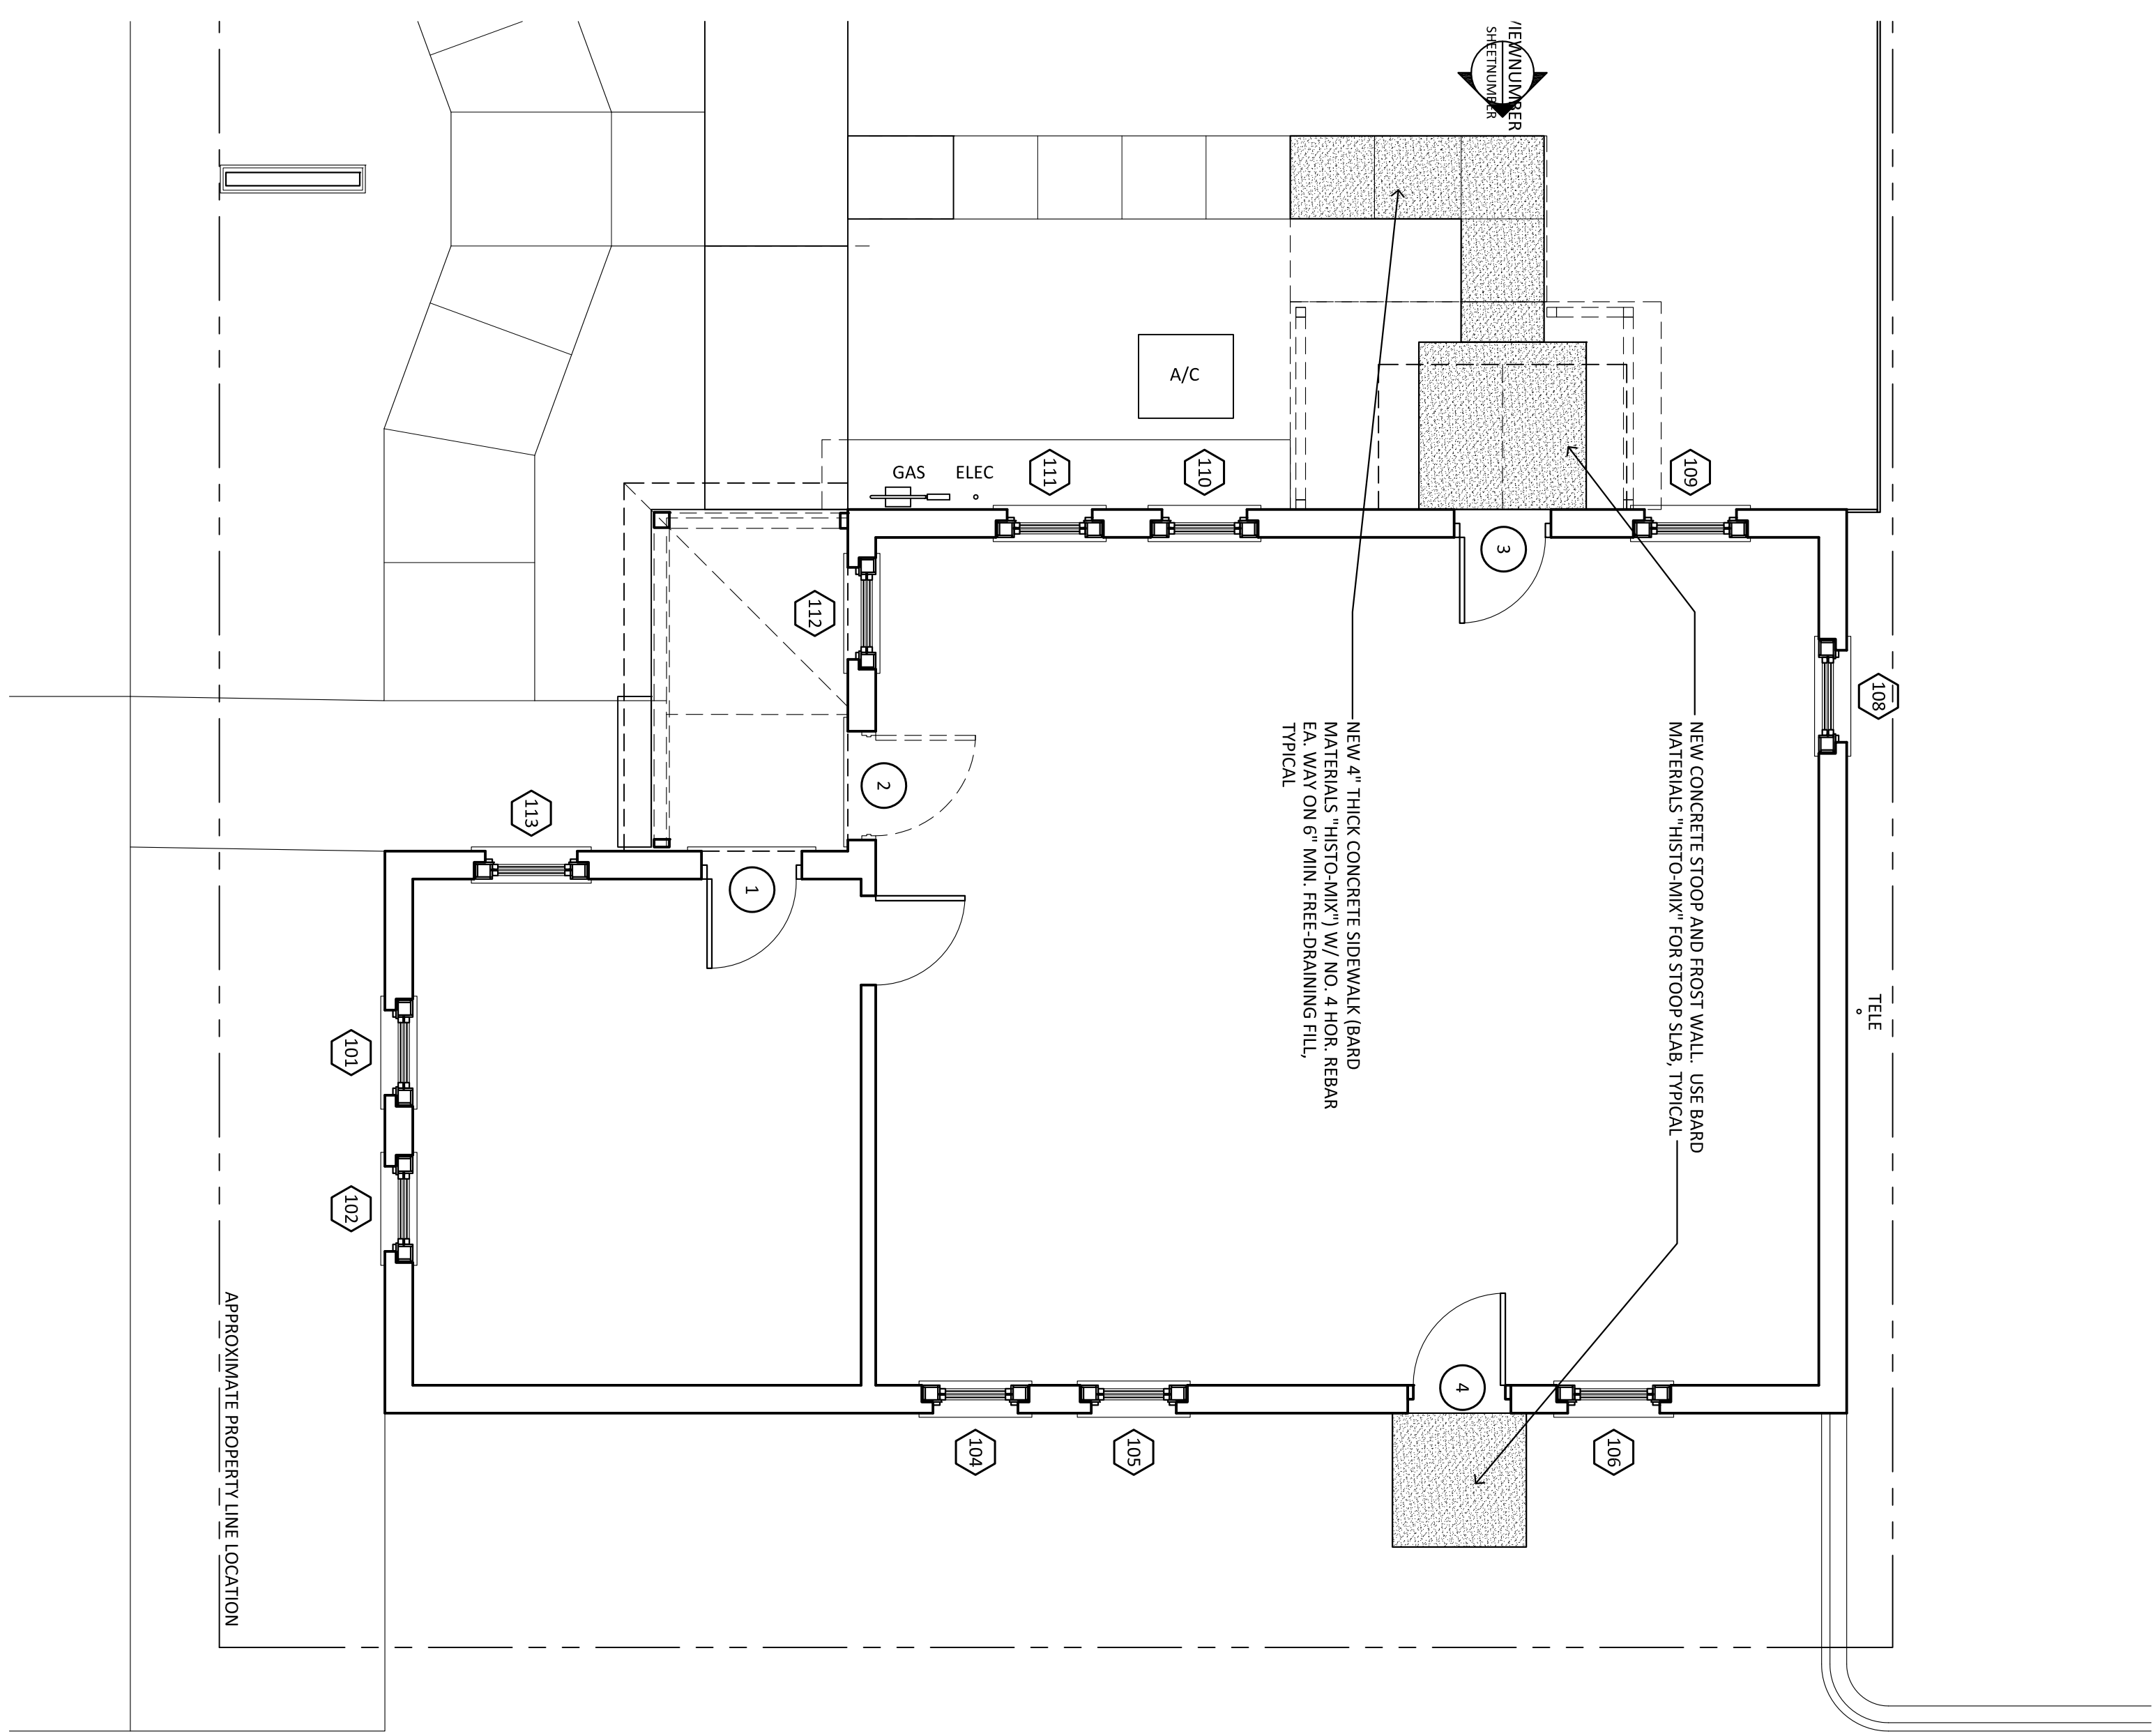 VIEWNUMBER
SHEETNUMBER
A/C
GAS
ELEC
111
110
109
3
112
108
2
NEW 4" THICK CONCRETE SIDEWALK (BARD
MATERIALS "HISTO-MIX") W/ NO. 4 HOR. REBAR
EA. WAY ON 6" MIN. FREE-DRAINING FILL,
TYPICAL
NEW CONCRETE STOOP AND FROST WALL. USE BARD
MATERIALS "HISTO-MIX" FOR STOOP SLAB, TYPICAL
113
1
TELE
101
102
APPROXIMATE PROPERTY LINE LOCATION
4
104
105
106